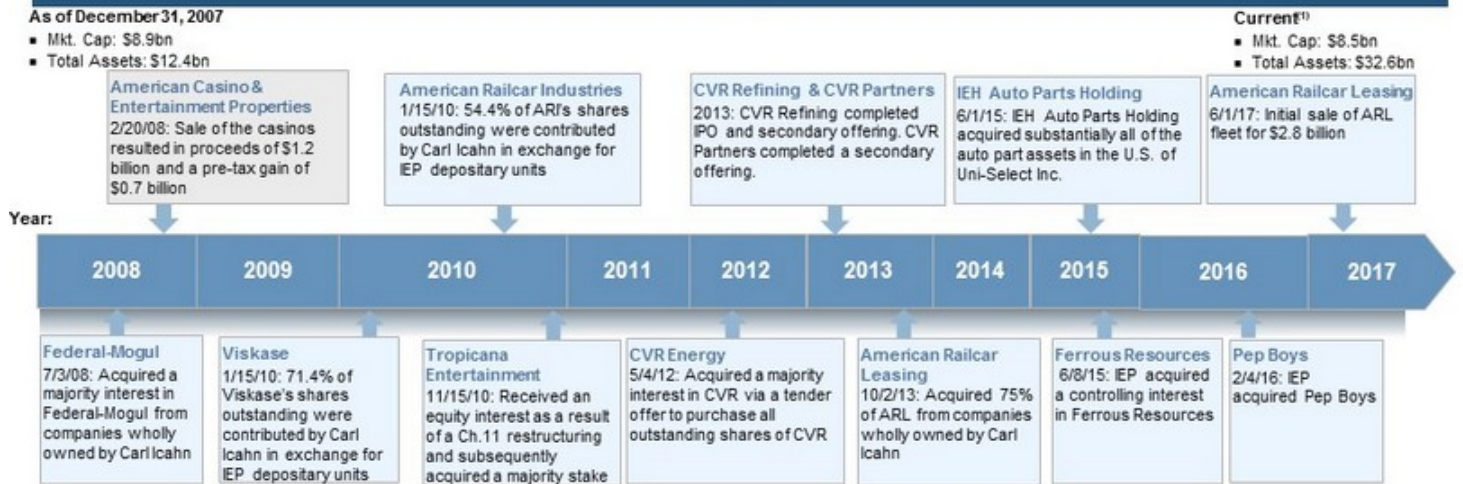 As of December 31, 2007
▪ Mkt. Cap: $8.9bn
▪ Total Assets: $12.4bn
Current(1)
▪ Mkt. Cap: $8.5bn
▪ Total Assets: $32.6bn
American Casino &
Entertainment Properties
2/20/08: Sale of the casinos
resulted in proceeds of $1.2
billion and a pre-tax gain of
$0.7 billion
American Railcar Industries
1/15/10: 54.4% of ARI's shares
outstanding were contributed
by Carl Icahn in exchange for
IEP depositary units
CVR Refining & CVR Partners
2013: CVR Refining completed
IPO and secondary offering. CVR
Partners completed a secondary
offering.
IEH Auto Parts Holding
6/1/15: IEH Auto Parts Holding
acquired substantially all of the
auto part assets in the U.S. of
Uni-Select Inc.
American Railcar Leasing
6/1/17: Initial sale of ARL
fleet for $2.8 billion
Year:
2008 2009 2010 2011 2012 2013 2014 2015 2016 2017
Federal-Mogul
7/3/08: Acquired a
majority interest in
Federal-Mogul from
companies wholly
owned by Carl Icahn
Viskase
1/15/10: 71.4% of
Viskase's shares
outstanding were
contributed by Carl
Icahn in exchange for
IEP depositary units
Tropicana
Entertainment
11/15/10: Received an
equity interest as a result
of a Ch.11 restructuring
and subsequently
acquired a majority stake
CVR Energy
5/4/12: Acquired a majority
interest in CVR via a tender
offer to purchase all
outstanding shares of CVR
American Railcar
Leasing
10/2/13: Acquired 75%
of ARL from companies
wholly owned by Carl
Icahn
Ferrous Resources
6/8/15: IEP acquired
a controlling interest
in Ferrous Resources
Pep Boys
2/4/16: IEP
acquired Pep Boys